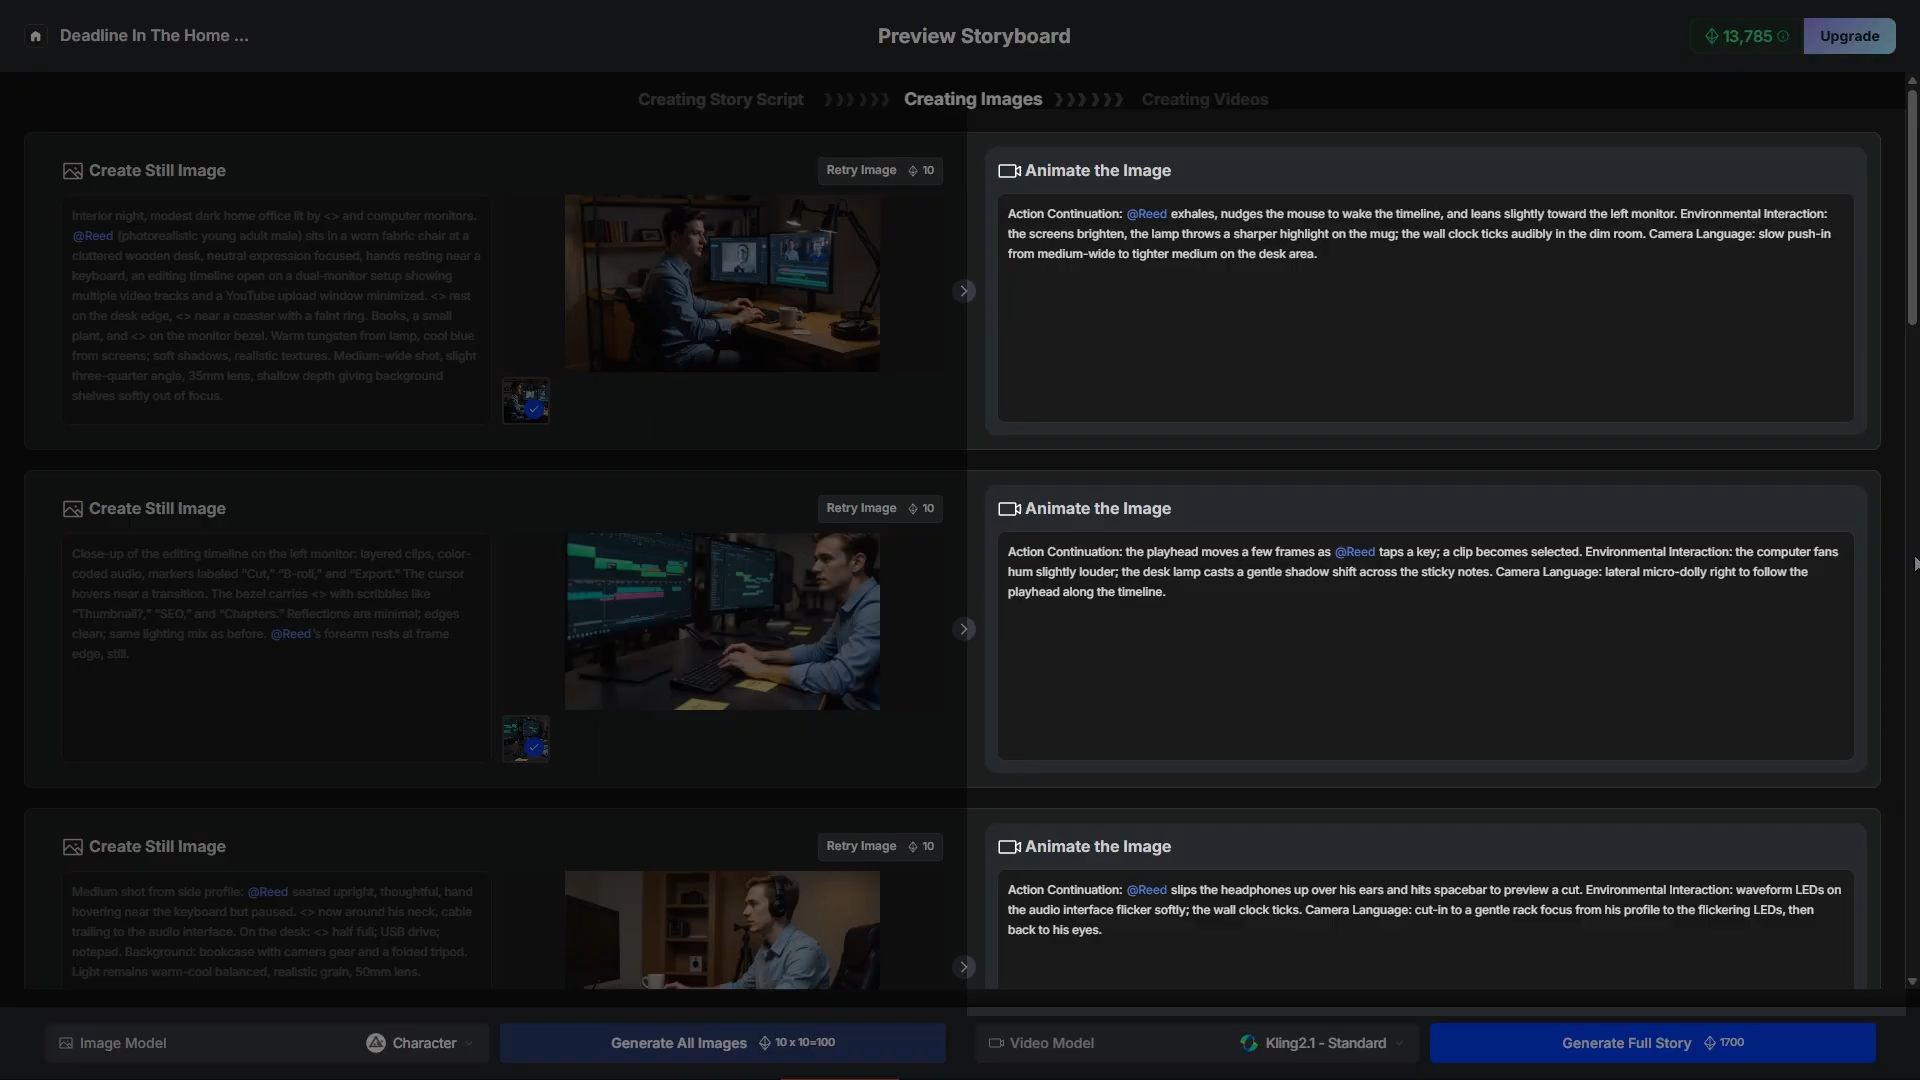 Deadline In The Home ...
Preview Storyboard
13,785
Upgrade
Creating Story Script
Creating Images
Creating Videos
Create Still Image
Retry Image 10
Interior night, modest dark home office lit by <> and computer monitors.
@Reed (photorealistic young adult male) sits in a worn fabric chair at a
cluttered wooden desk, neutral expression focused, hands resting near a
keyboard, an editing timeline open on a dual-monitor setup showing
multiple video tracks and a YouTube upload window minimized. <> rest
on the desk edge, <> near a coaster with a faint ring. Books, a small
plant, and <> on the monitor bezel. Warm tungsten from lamp, cool blue
from screens; soft shadows, realistic textures. Medium-wide shot, slight
three-quarter angle, 35mm lens, shallow depth giving background
shelves softly out of focus.
Animate the Image
Action Continuation: @Reed exhales, nudges the mouse to wake the timeline, and leans slightly toward the left monitor. Environmental Interaction:
the screens brighten, the lamp throws a sharper highlight on the mug; the wall clock ticks audibly in the dim room. Camera Language: slow push-in
from medium-wide to tighter medium on the desk area.
Create Still Image
Retry Image 10
Close-up of the editing timeline on the left monitor: layered clips, color-
coded audio, markers labeled “Cut,” “B-roll,” and “Export.” The cursor
hovers near a transition. The bezel carries <> with scribbles like
“Thumbnail?,” “SEO,” and “Chapters.” Reflections are minimal; edges
clean; same lighting mix as before. @Reed 's forearm rests at frame
edge, still.
Animate the Image
Action Continuation: the playhead moves a few frames as @Reed taps a key; a clip becomes selected. Environmental Interaction: the computer fans
hum slightly louder; the desk lamp casts a gentle shadow shift across the sticky notes. Camera Language: lateral micro-dolly right to follow the
playhead along the timeline.
Create Still Image
Retry Image 10
Medium shot from side profile: @Reed seated upright, thoughtful, hand
hovering near the keyboard but paused. <> now around his neck, cable
trailing to the audio interface. On the desk: <> half full; USB drive;
notepad. Background: bookcase with camera gear and a folded tripod.
Light remains warm-cool balanced, realistic grain, 50mm lens.
Animate the Image
Action Continuation: @Reed slips the headphones up over his ears and hits spacebar to preview a cut. Environmental Interaction: waveform LEDs on
the audio interface flicker softly; the wall clock ticks. Camera Language: cut-in to a gentle rack focus from his profile to the flickering LEDs, then
back to his eyes.
Image Model
Character
Generate All Images 10 x 10=100
Video Model
Kling2.1 - Standard
Generate Full Story 1700